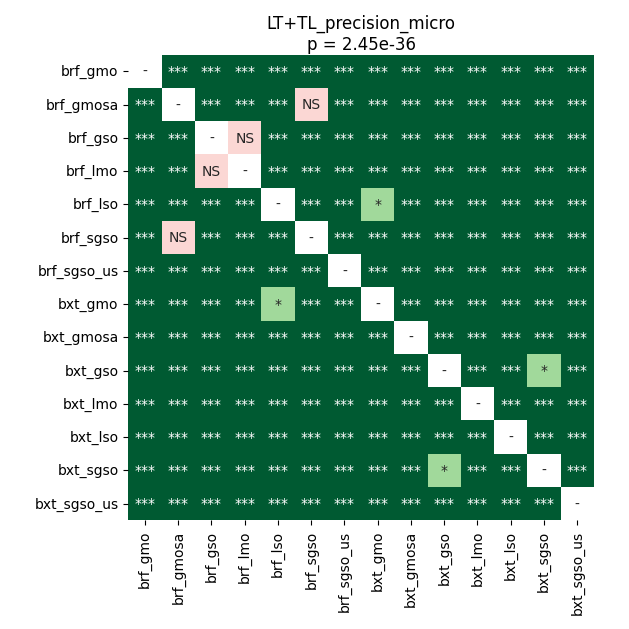 LT+TL_precision_micro
p = 2.45e-36
brf_gmo - *** *** *** *** *** *** *** *** *** *** *** *** ***
brf_gmosa *** - *** *** *** NS *** *** *** *** *** *** *** ***
brf_gso *** *** - NS *** *** *** *** *** *** *** *** *** ***
brf_lmo *** *** NS - *** *** *** *** *** *** *** *** *** ***
brf_lso *** *** *** *** - *** *** * *** *** *** *** *** ***
brf_sgso *** NS *** *** *** - *** *** *** *** *** *** *** ***
brf_sgso_us *** *** *** *** *** *** - *** *** *** *** *** *** ***
bxt_gmo *** *** *** *** * *** *** - *** *** *** *** *** ***
bxt_gmosa *** *** *** *** *** *** *** *** - *** *** *** *** ***
bxt_gso *** *** *** *** *** *** *** *** *** - *** *** * ***
bxt_lmo *** *** *** *** *** *** *** *** *** *** - *** *** ***
bxt_lso *** *** *** *** *** *** *** *** *** *** *** - *** ***
bxt_sgso *** *** *** *** *** *** *** *** *** * *** *** - ***
bxt_sgso_us *** *** *** *** *** *** *** *** *** *** *** *** *** -
brf_gmo brf_gmosa brf_gso brf_lmo brf_lso brf_sgso brf_sgso_us bxt_gmo bxt_gmosa bxt_gso bxt_lmo bxt_lso bxt_sgso bxt_sgso_us